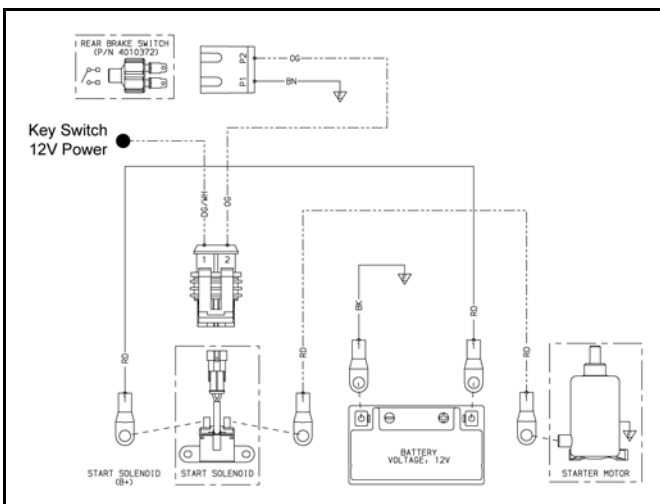 REAR BRAKE SWITCH
(P/N 4010372)
P2
P1
OG
BN
Key Switch
12V Power
DG/WH
OG
1 2
RD
RD
BK
RD
RD
BATTERY
VOLTAGE: 12V
START SOLENOID
(B+)
START SOLENOID
STARTER MOTOR